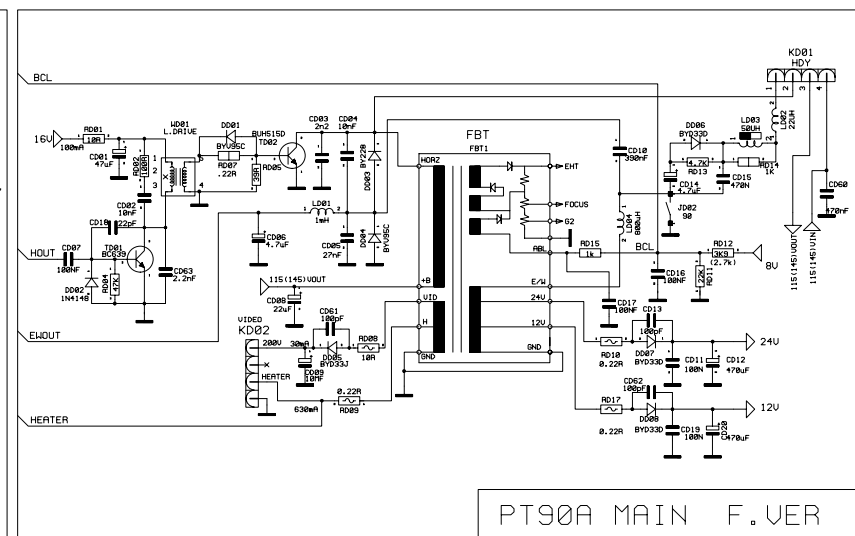 BCL
KD01
HDY
1 2 3 4
LD02
22UH
16V
RD01
10R
100mA
CD01
47uF
RD02
100R
WD01
L.DRIVE
DD01
BYV95C
RD07
.22R
RD05
39R
BUH515D
TD02
CD03
2n2
CD04
10nF
BY228
DD03
FBT
FBT1
HORZ
EHT
FOCUS
G2
ABL
CD10
390nF
DD06
BYD33D
LD03
50UH
4.7K
RD13
RD14
1K
CD14
4.7uF
CD15
470N
JD02
90
CD60
470nF
CD02
10nF
CD18
22pF
LD01
1mH
LD04
800uH
HOUT
CD07
100NF
TD01
BC639
DD02
1N4148
RD04
47K
CD63
2.2nF
CD06
4.7uF
CD05
27nF
DD04
BYV95C
RD15
1k
BCL
RD12
3K9
(2.7k)
8V
115(145)VOUT
115(145)VIN
CD16
100NF
RD11
22K
115(145)VOUT
+B
E/W
24V
CD08
22uF
CD17
100NF
EWOUT
VIDEO
KD02
200V
30mA
CD61
100pF
VID
RD08
10R
DD05
BYD33J
CD09
10MF
H
12V
GND
GND
CD13
100pF
RD10
0.22R
DD07
BYD33D
CD11
100N
CD12
470uF
24V
HEATER
0.22R
RD09
630mA
CD62
100pF
RD17
0.22R
DD08
BYD33D
CD19
100N
CD20
470uF
12V
HEATER
PT90A MAIN F.VER